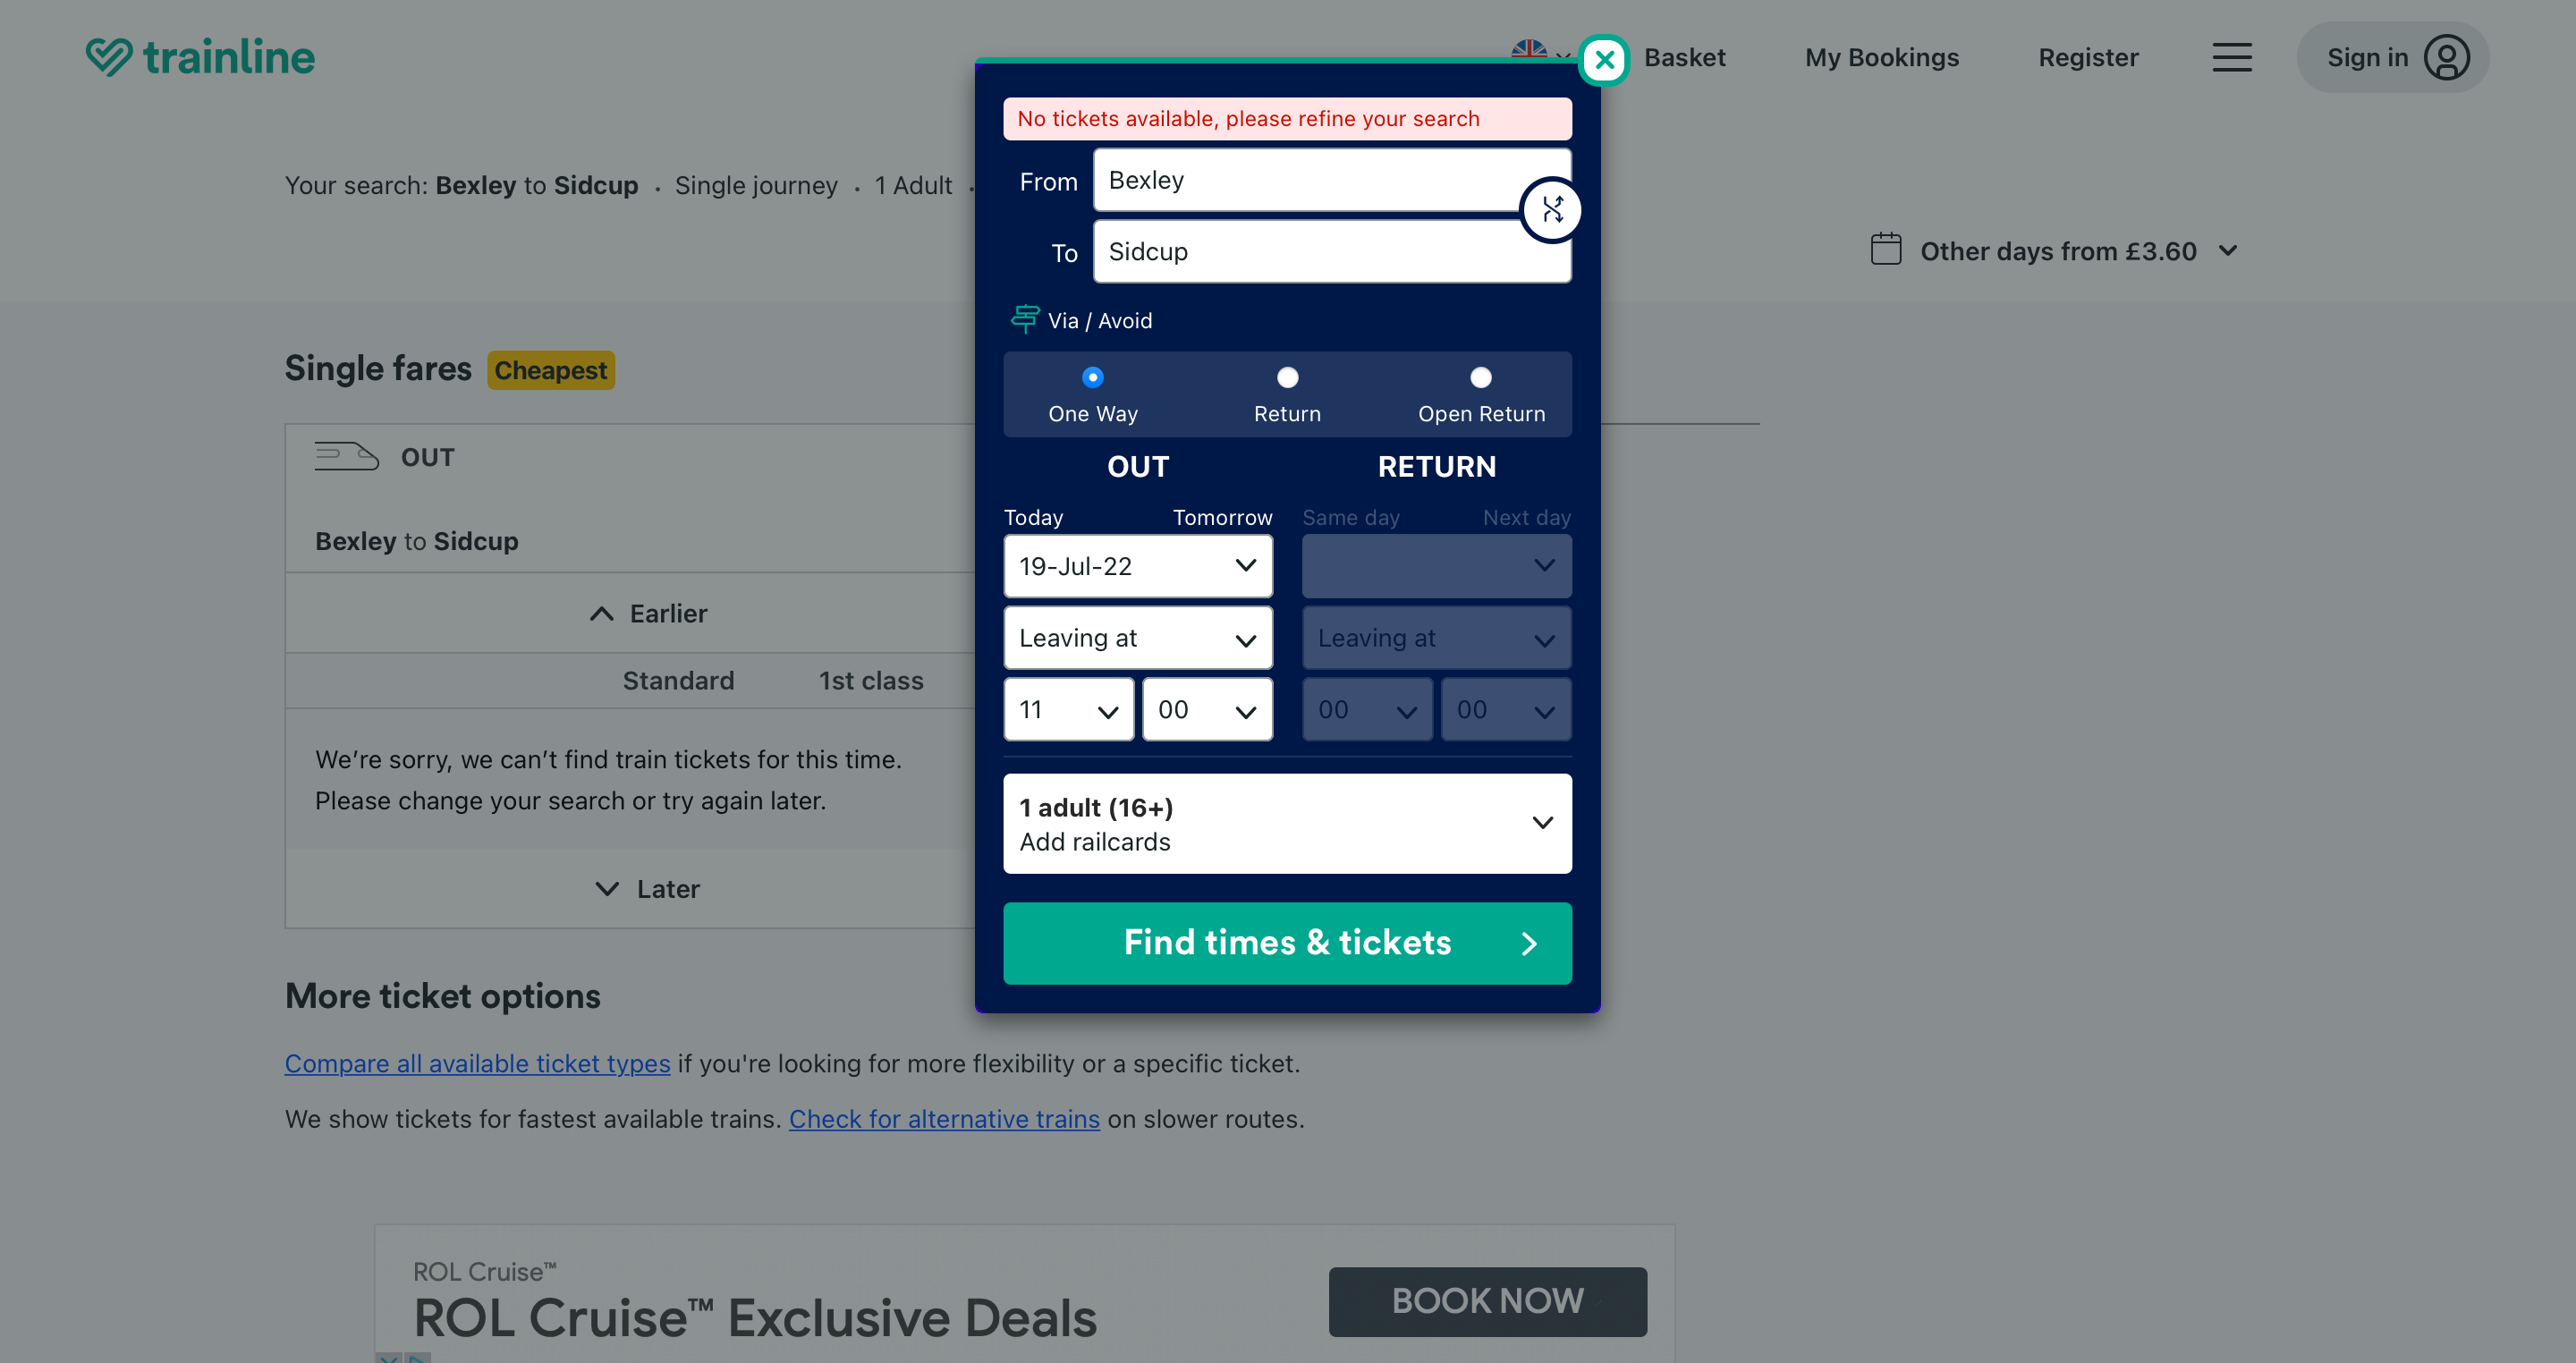 trainline
Basket
My Bookings
Register
Sign in
Your search: Bexley to Sidcup · Single journey · 1 Adult ·
Other days from £3.60
Single fares Cheapest
OUT
Bexley to Sidcup
Earlier
Standard 1st class
We're sorry, we can't find train tickets for this time.
Please change your search or try again later.
Later
More ticket options
Compare all available ticket types if you're looking for more flexibility or a specific ticket.
We show tickets for fastest available trains. Check for alternative trains on slower routes.
No tickets available, please refine your search
From Bexley
To Sidcup
Via / Avoid
One Way Return Open Return
OUT RETURN
Today Tomorrow Same day Next day
19-Jul-22
Leaving at Leaving at
11 00 00 00
1 adult (16+)
Add railcards
Find times & tickets
ROL Cruise™
ROL Cruise™ Exclusive Deals
BOOK NOW